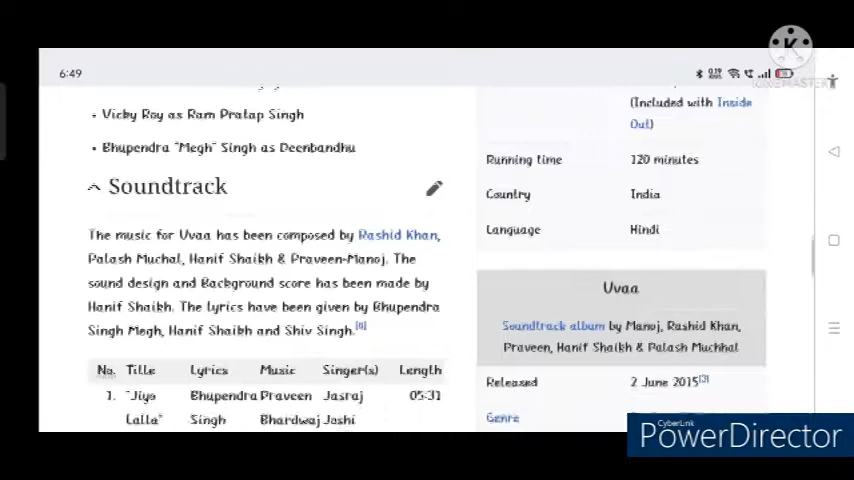 6:49
KINEMASTER
(Included with Inside
Out)
• Vicky Roy as Ram Pratap Singh
• Bhupendra "Megh" Singh as Deenbandhu
Soundtrack
The music for Uvaa has been composed by Rashid Khan,
Palash Muchal, Hanif Shaikh & Praveen-Manoj. The
sound design and Background score has been made by
Hanif Shaikh. The lyrics have been given by Bhupendra
Singh Megh, Hanif Shaikh and Shiv Singh.[6]
No. Title Lyrics Music Singer(s) Length
1. "Jiyo Bhupendra Praveen Jasraj 05:31
Lalla" Singh Bhardwaj Joshi
Running time 120 minutes
Country India
Language Hindi
Uvaa
Soundtrack album by Manoj, Rashid Khan,
Praveen, Hanif Shaikh & Palash Muchhal
Released 2 June 2015[3]
Genre
CyberLink
PowerDirector